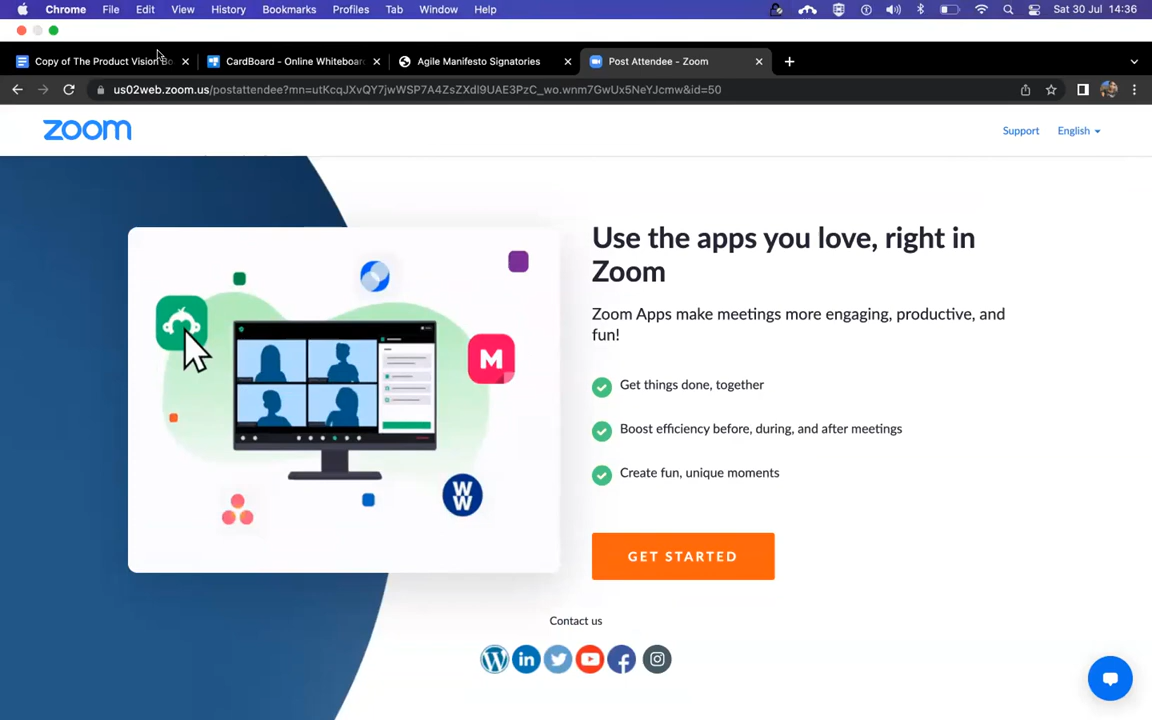 Chrome File Edit View History Bookmarks Profiles Tab Window Help Sat 30 Jul 14:36
Copy of The Product Vision Bo CardBoard - Online Whiteboard Agile Manifesto Signatories Post Attendee - Zoom
us02web.zoom.us/postattendee?mn=utKcqJXvQY7jwWSP7A4ZsZXdl9UAE3PzC_wo.wnm7GwUx5NeYJcmw&id=50
zoom Support English
Use the apps you love, right in
Zoom
Zoom Apps make meetings more engaging, productive, and
fun!
M
Get things done, together
Boost efficiency before, during, and after meetings
Create fun, unique moments
W
W
GET STARTED
Contact us